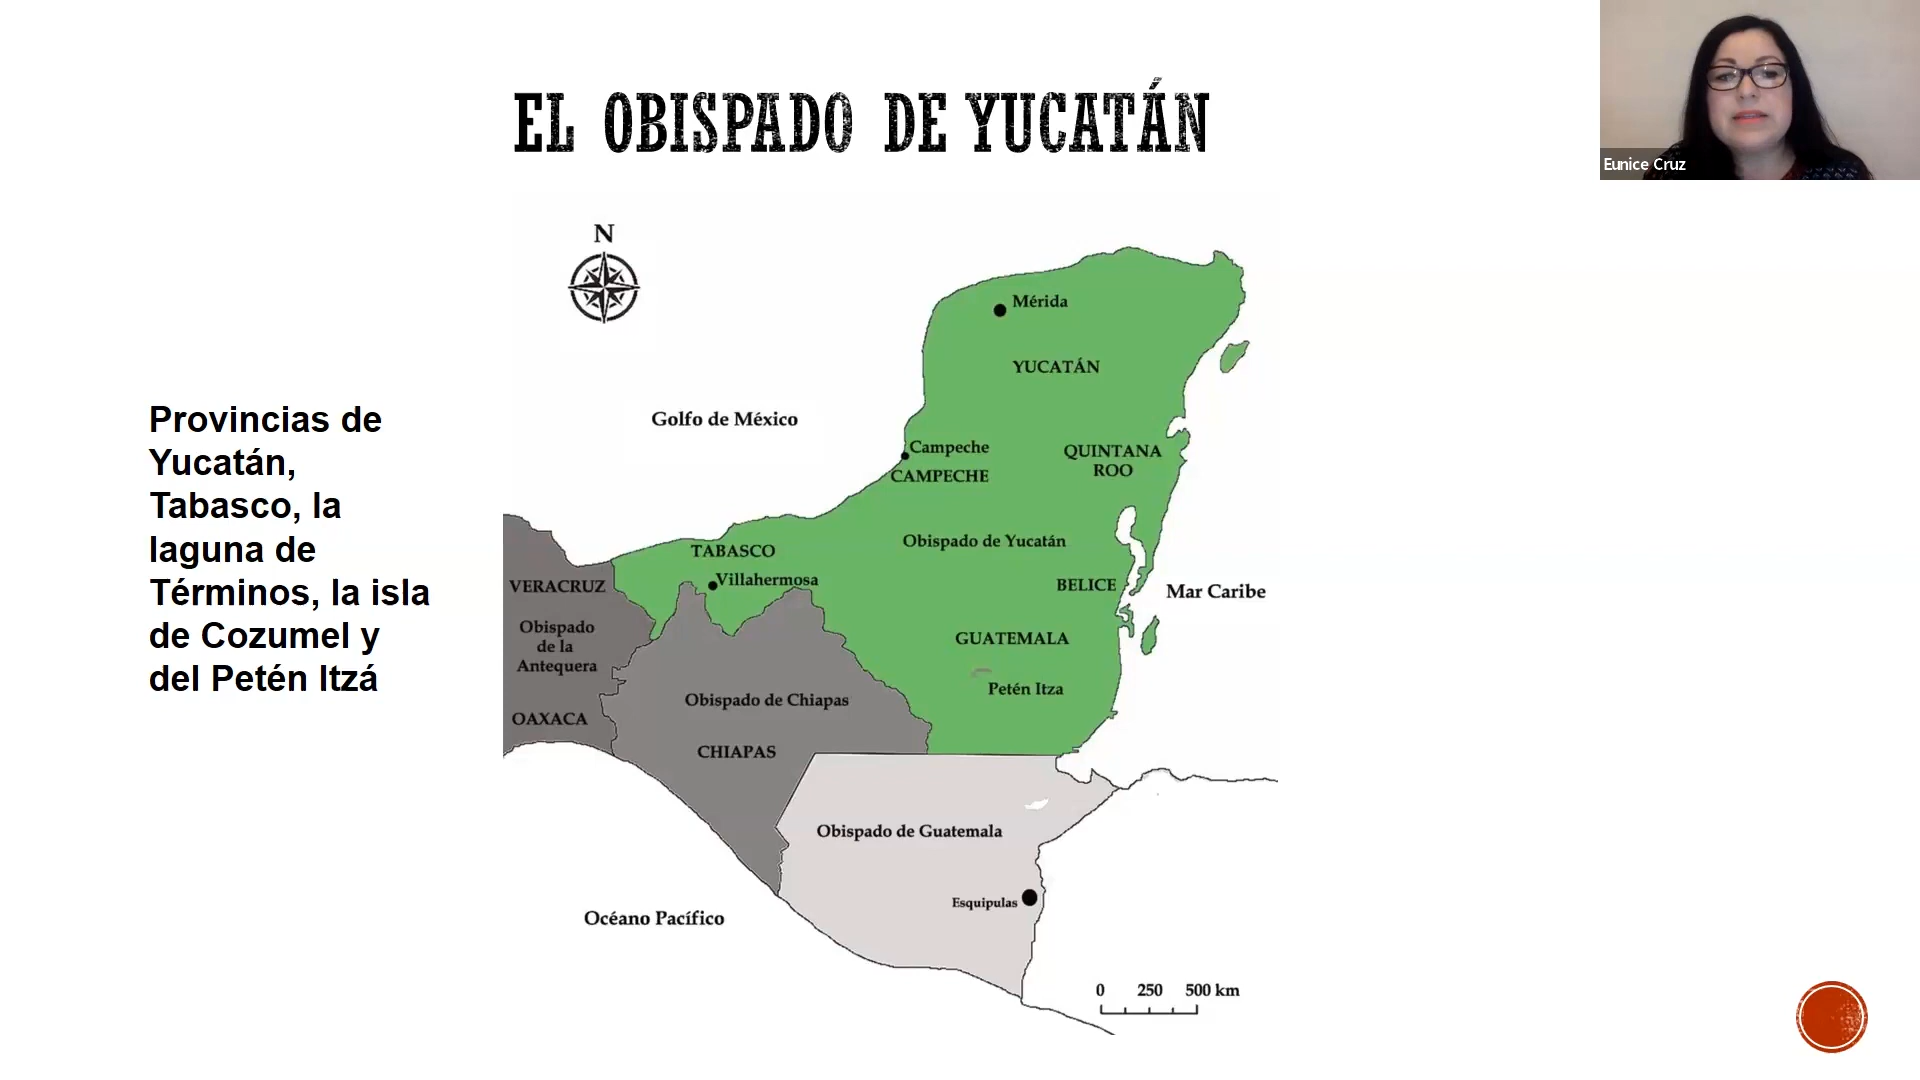 EL OBISPADO DE YUCATÁN
Eunice Cruz
Provincias de
Yucatán,
Tabasco, la
laguna de
Términos, la isla
de Cozumel y
del Petén Itzá
N
Mérida
YUCATÁN
Golfo de México
Campeche
CAMPECHE
QUINTANA
ROO
Obispado de Yucatán
TABASCO
Villahermosa
VERACRUZ
BELICE
Mar Caribe
Obispado
de la
Antequera
GUATEMALA
Petén Itza
Obispado de Chiapas
OAXACA
CHIAPAS
Obispado de Guatemala
Esquipulas
Océano Pacífico
0 250 500 km